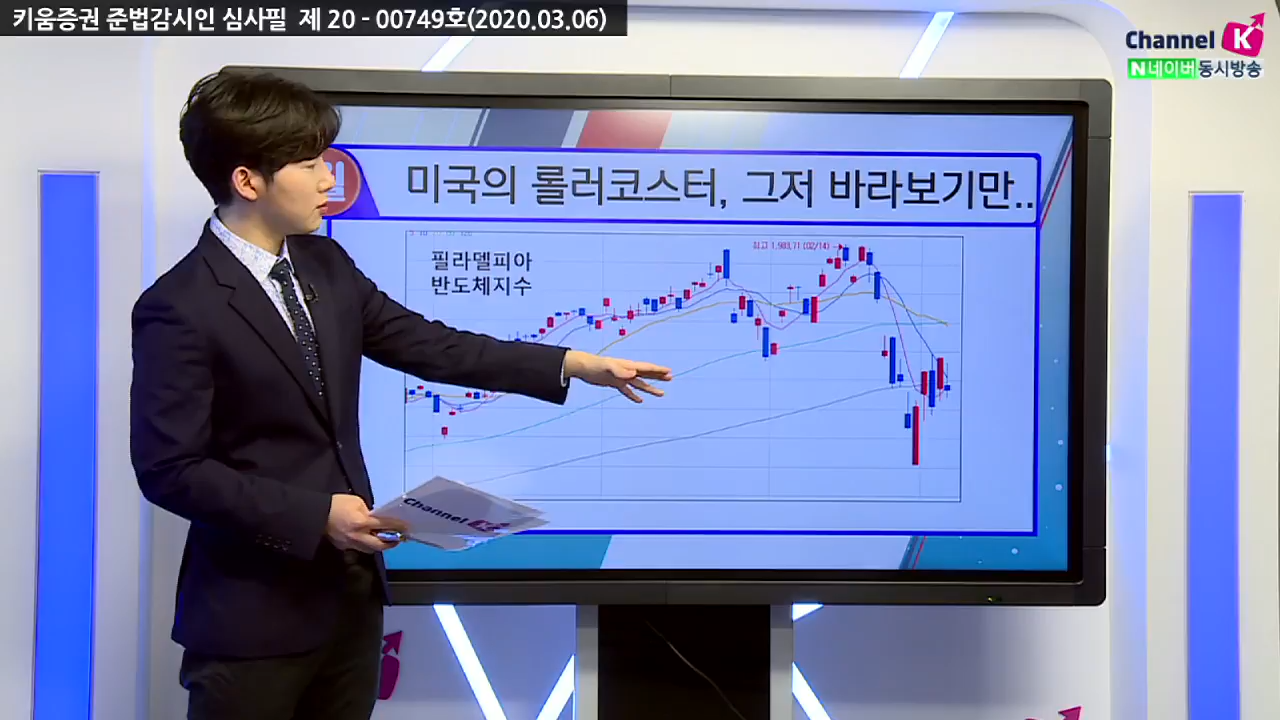 키움증권 준법감시인 심사필 제 20 - 00749호(2020.03.06)
Channel K
N 네이버 동시방송
일
미국의 롤러코스터, 그저 바라보기만..
필라델피아
반도체지수
최고 1,983.71 (02/14)
Channel K